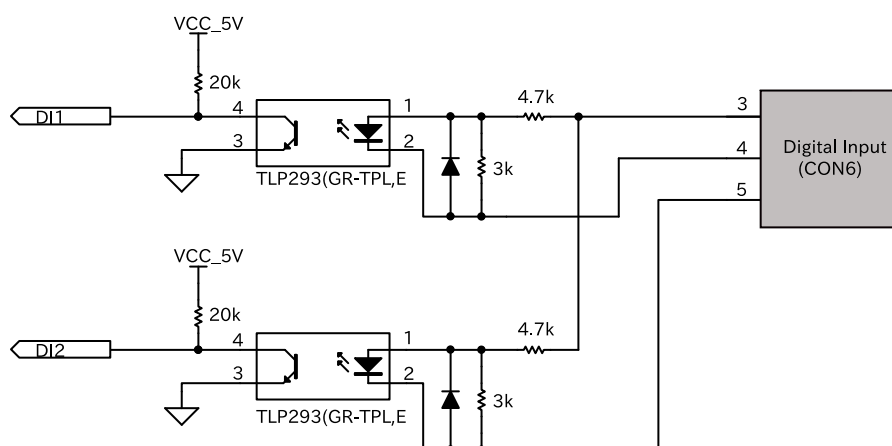 VCC_5V
20k
DI1
4
3
1
2
TLP293(GR-TPL,E
4.7k
3k
3
4
5
Digital Input
(CON6)
VCC_5V
20k
DI2
4
3
1
2
TLP293(GR-TPL,E
4.7k
3k